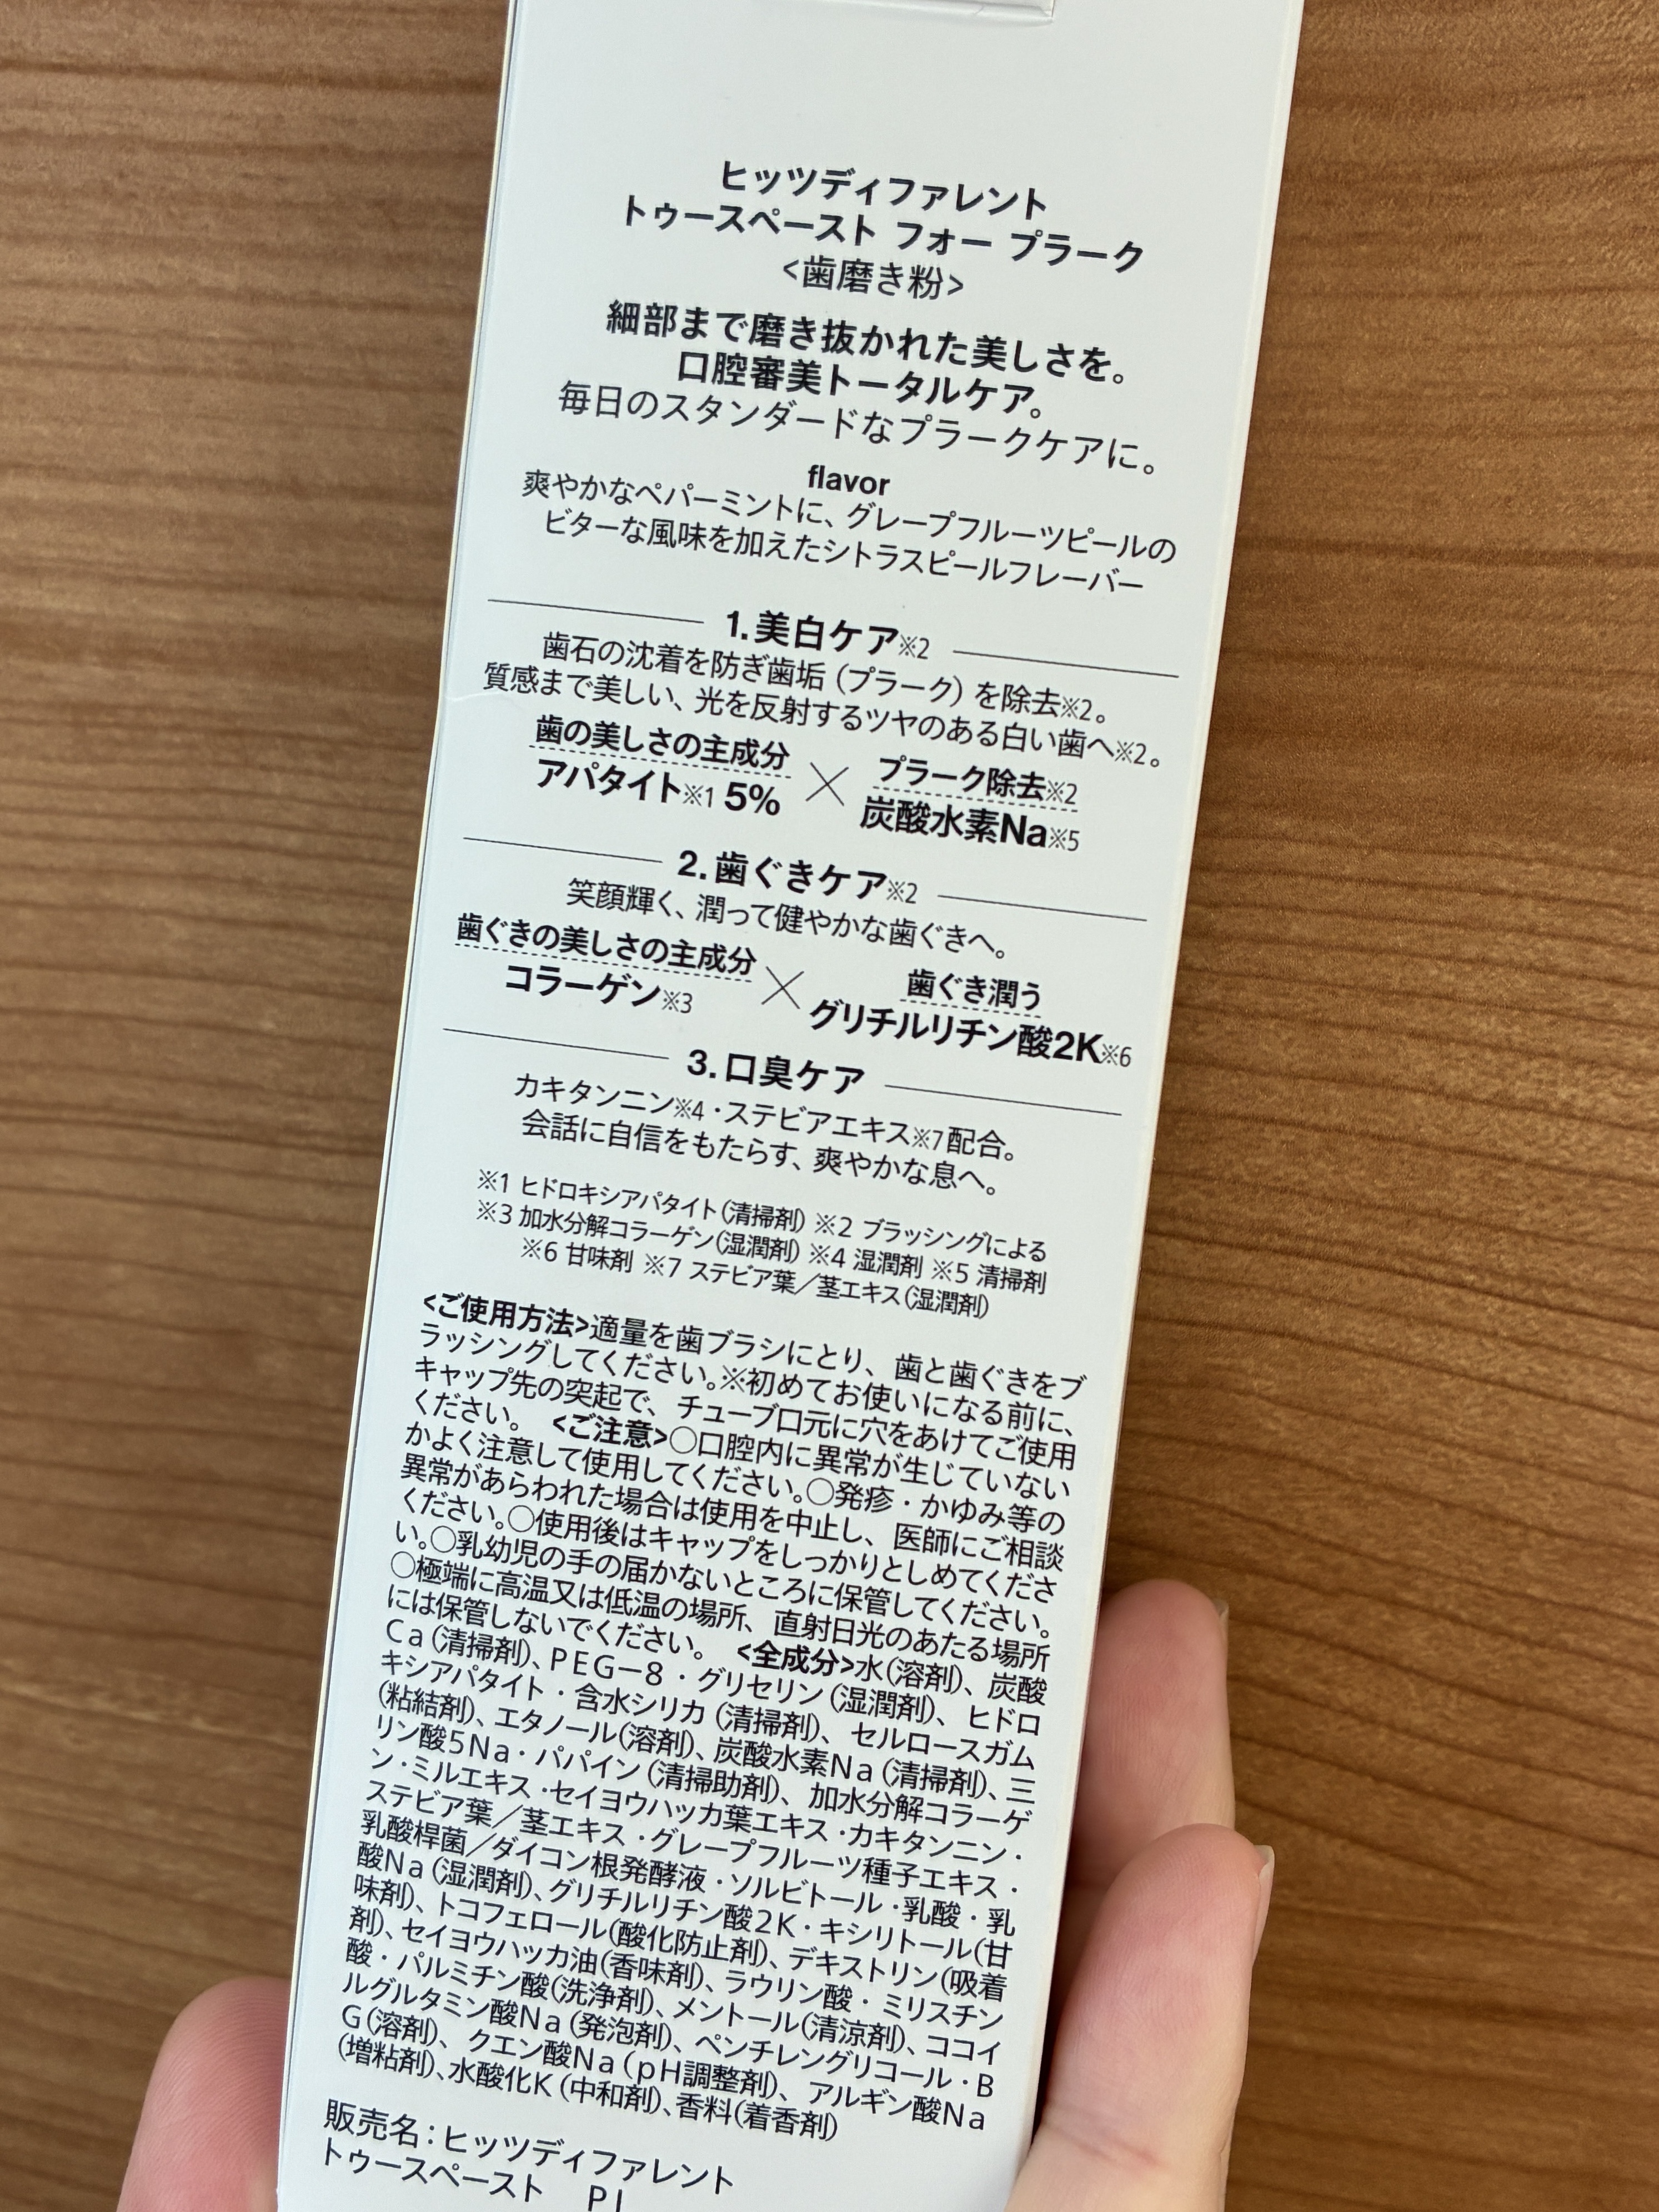 ヒッツディファレント
トゥースペースト フォー プラーク
<歯磨き粉>
細部まで磨き抜かれた美しさを。
口腔審美トータルケア。
毎日のスタンダードなプラークケアに。
flavor
爽やかなペパーミントに、グレープフルーツピールの
ビターな風味を加えたシトラスピールフレーバー
1.美白ケア※2
歯石の沈着を防ぎ歯垢(プラーク)を除去※2。
質感まで美しい、光を反射するツヤのある白い歯へ※2。
歯の美しさの主成分
アパタイト※1 5%
×
プラーク除去※2
炭酸水素Na※5
2.歯ぐきケア※2
笑顔輝く、潤って健やかな歯ぐきへ。
歯ぐきの美しさの主成分
コラーゲン※3
×
歯ぐき潤う
グリチルリチン酸2K※6
3.口臭ケア
カキタンニン※4・ステビアエキス※7配合。
会話に自信をもたらす、爽やかな息へ。
※1 ヒドロキシアパタイト(清掃剤) ※2 ブラッシングによる
※3 加水分解コラーゲン(湿潤剤) ※4 湿潤剤 ※5 清掃剤
※6 甘味剤 ※7 ステビア葉/茎エキス(湿潤剤)
<ご使用方法>適量を歯ブラシにとり、歯と歯ぐきをブ
ラッシングしてください。※初めてお使いになる前に、
キャップ先の突起で、チューブ口元に穴をあけてご使用
ください。 <ご注意>○口腔内に異常が生じていない
かよく注意して使用してください。○発疹・かゆみ等の
異常があらわれた場合は使用を中止し、医師にご相談
ください。○使用後はキャップをしっかりとしめてくださ
い。○乳幼児の手の届かないところに保管してください。
○極端に高温又は低温の場所、直射日光のあたる場所
には保管しないでください。 <全成分>水(溶剤)、炭酸
Ca(清掃剤)、PEG-8・グリセリン(湿潤剤)、ヒドロ
キシアパタイト・含水シリカ(清掃剤)、セルロースガム
(粘結剤)、エタノール(溶剤)、炭酸水素Na(清掃剤)、三
リン酸5Na・パパイン(清掃助剤)、加水分解コラーゲ
ン・ミルエキス・セイヨウハッカ葉エキス・カキタンニン・
ステビア葉/茎エキス・グレープフルーツ種子エキス・
乳酸桿菌/ダイコン根発酵液・ソルビトール・乳酸・乳
酸Na(湿潤剤)、グリチルリチン酸2K・キシリトール(甘
味剤)、トコフェロール(酸化防止剤)、デキストリン(吸着
剤)、セイヨウハッカ油(香味剤)、ラウリン酸・ミリスチン
酸・パルミチン酸(洗浄剤)、メントール(清涼剤)、ココイ
ルグルタミン酸Na(発泡剤)、ペンチレングリコール・B
G(溶剤)、クエン酸Na(pH調整剤)、アルギン酸Na
(増粘剤)、水酸化K(中和剤)、香料(着香剤)
販売名:ヒッツディファレント
トゥースペースト